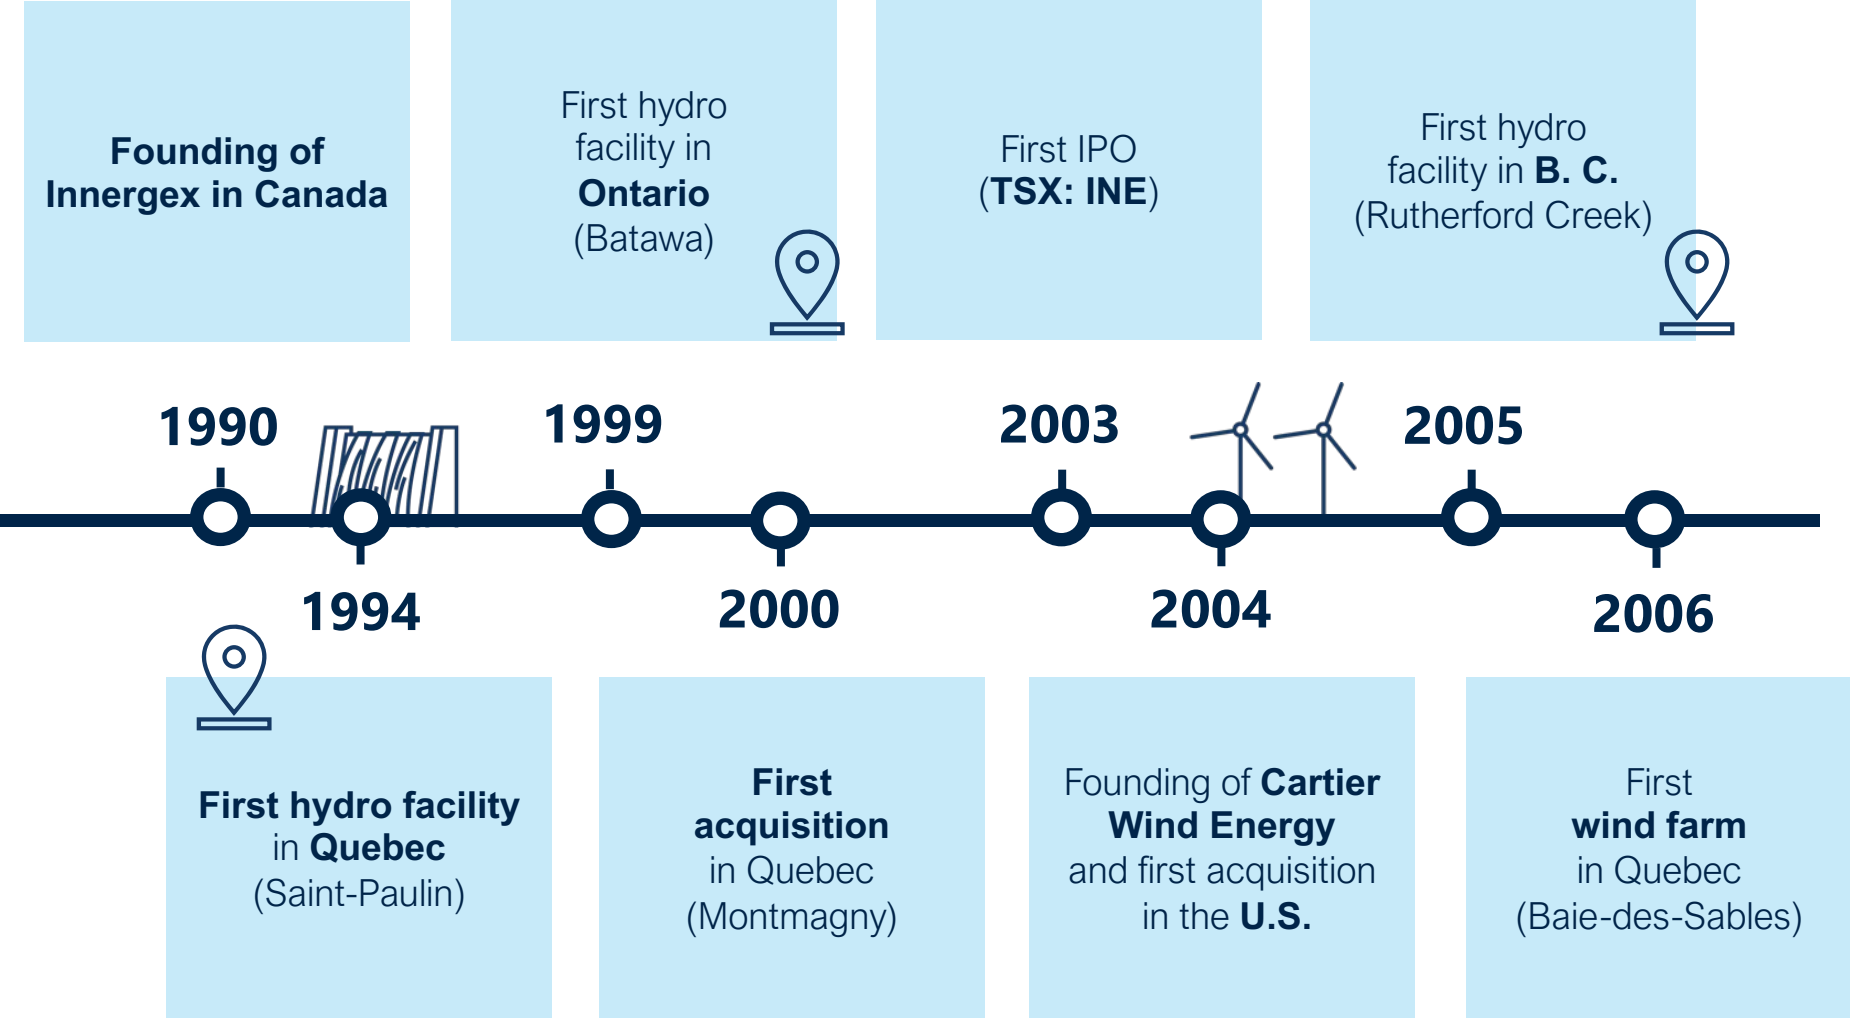 Founding of
Innergex in Canada
First hydro
facility in
Ontario
(Batawa)
First IPO
(TSX: INE)
First hydro
facility in B. C.
(Rutherford Creek)
1990
1999
2003
2005
1994
2000
2004
2006
First hydro facility
in Quebec
(Saint-Paulin)
First
acquisition
in Quebec
(Montmagny)
Founding of Cartier
Wind Energy
and first acquisition
in the U.S.
First
wind farm
in Quebec
(Baie-des-Sables)